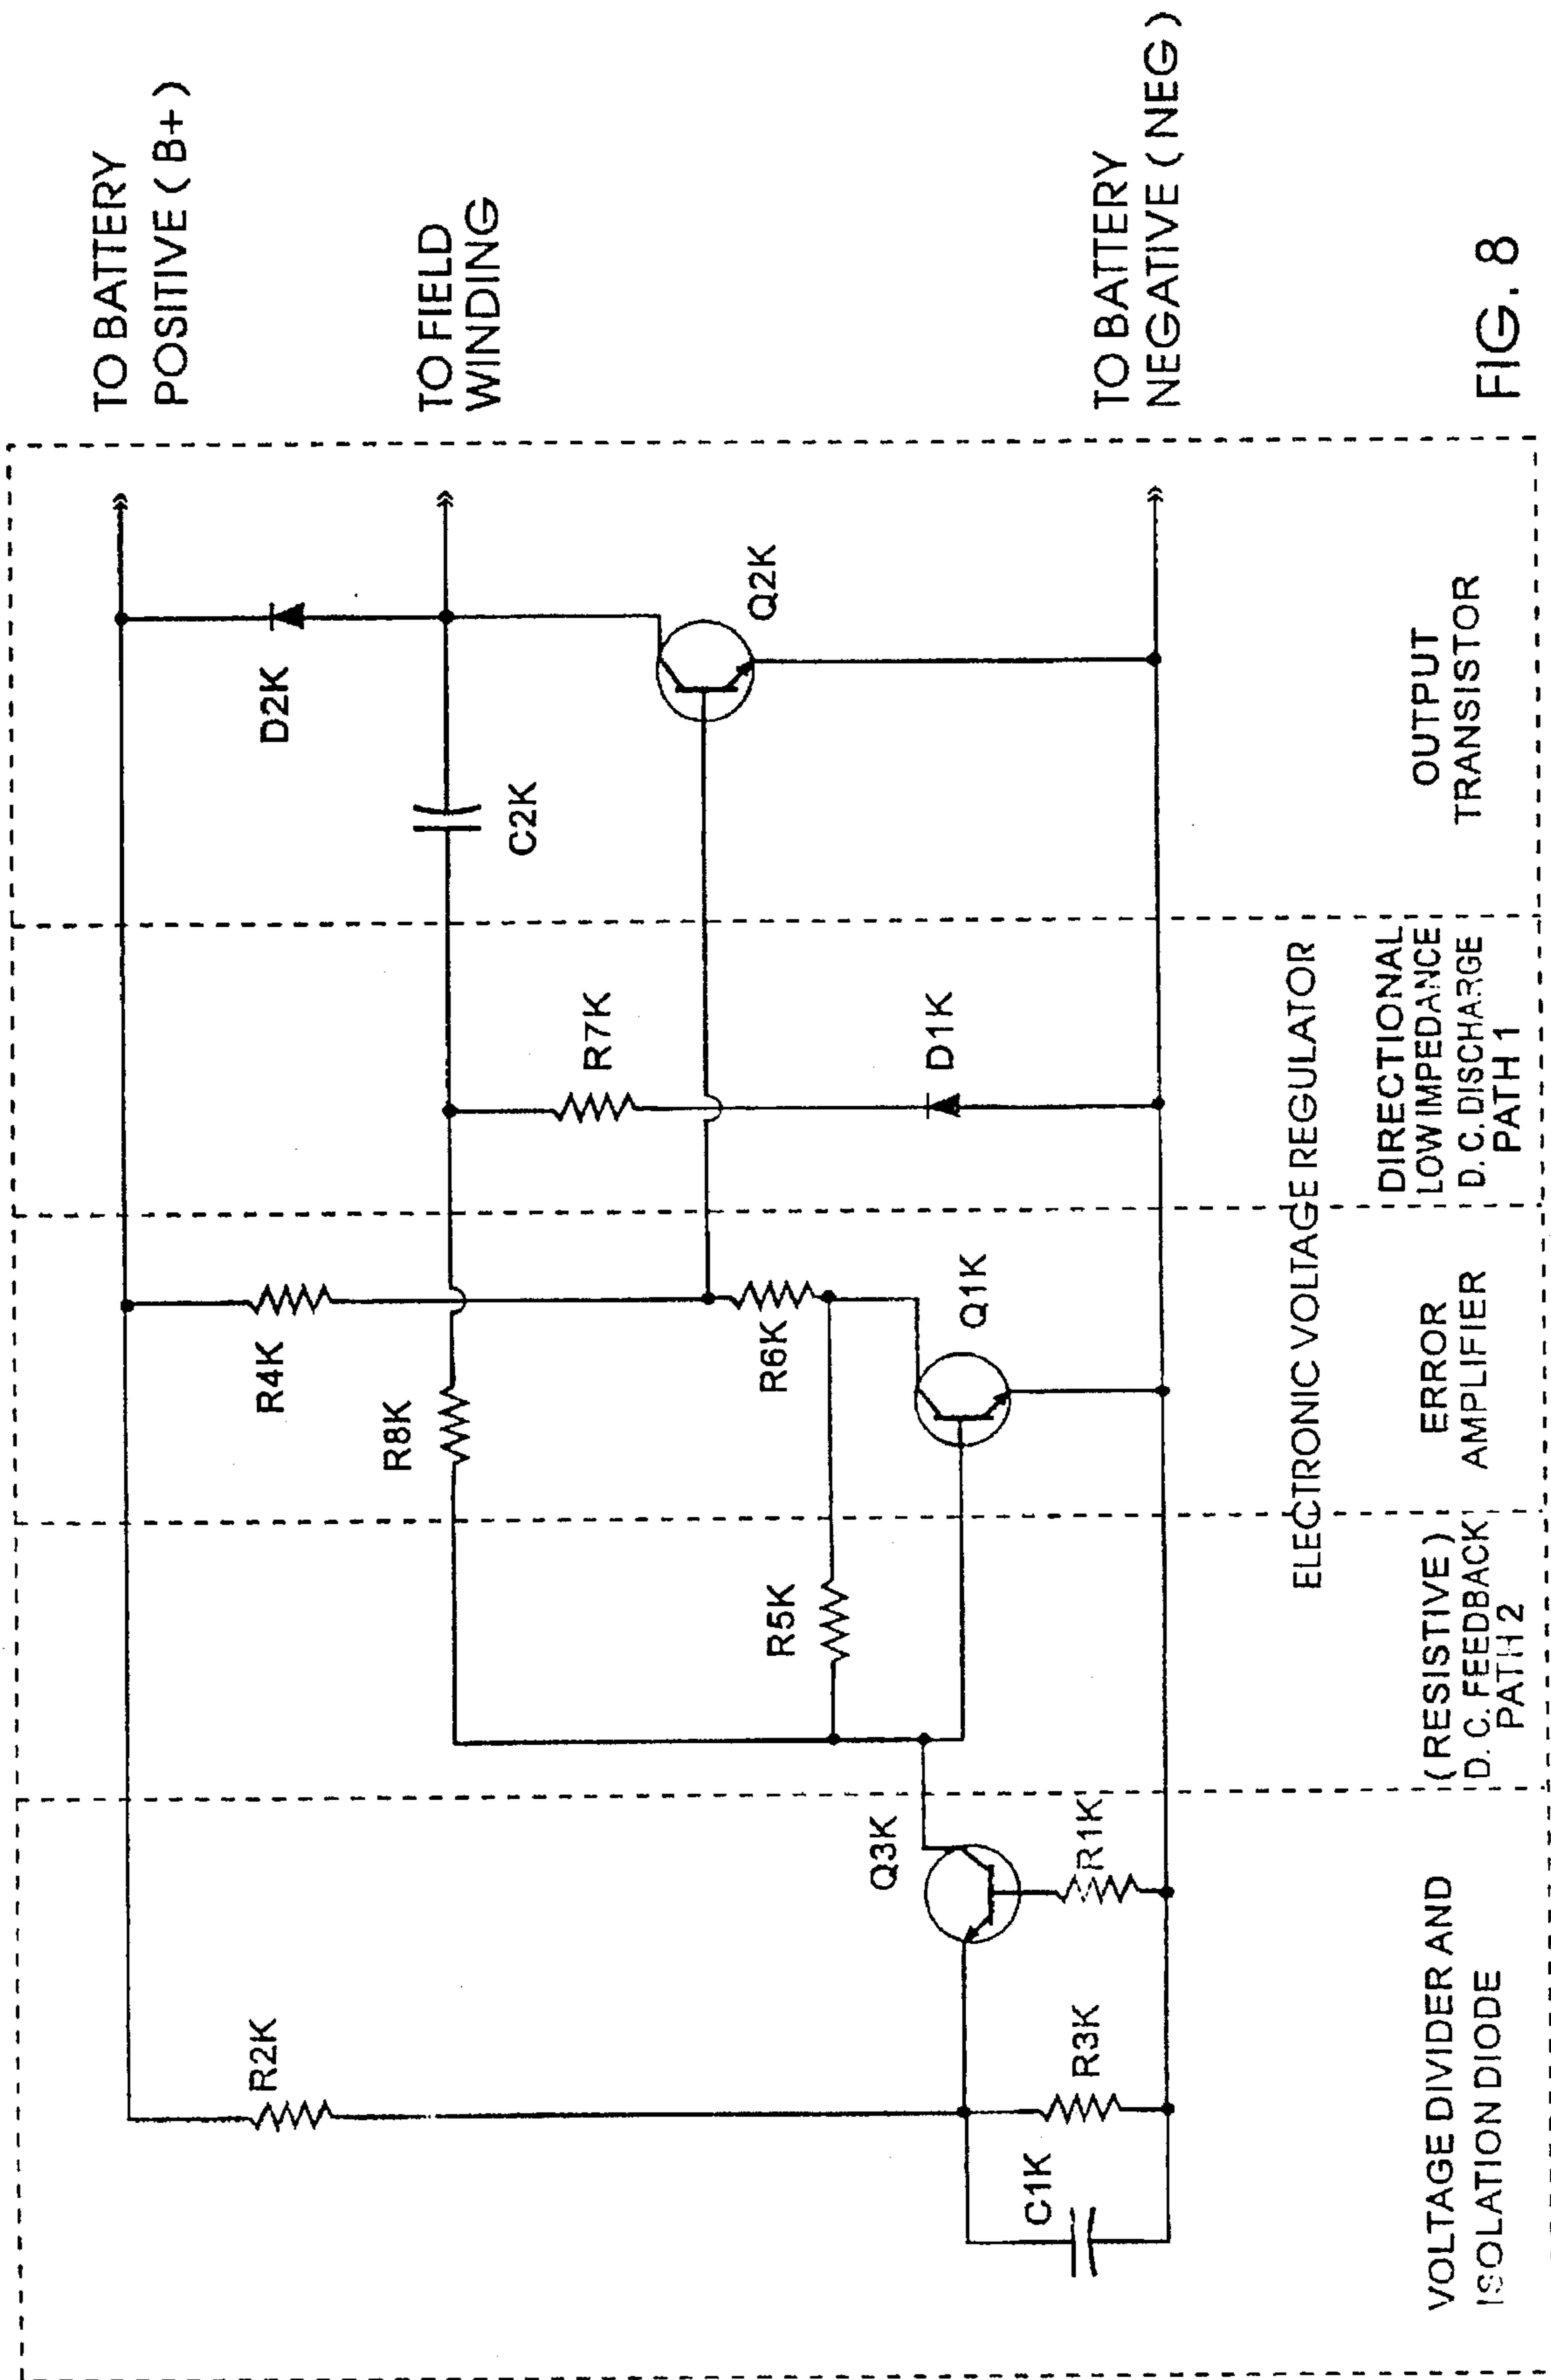 TO BATTERY
POSITIVE ( B+ )
TO FIELD
WINDING
TO BATTERY
NEGATIVE ( NEG )
FIG. 8
D2K
C2K
Q2K
OUTPUT
TRANSISTOR
R7K
D1K
DIRECTIONAL
LOW IMPEDANCE
D. C. DISCHARGE
PATH 1
ELECTRONIC VOLTAGE REGULATOR
R4K
R8K
R6K
Q1K
ERROR
AMPLIFIER
R5K
( RESISTIVE )
D. C. FEEDBACK
PATH 2
R2K
Q3K
R1K
R3K
C1K
VOLTAGE DIVIDER AND
ISOLATION DIODE